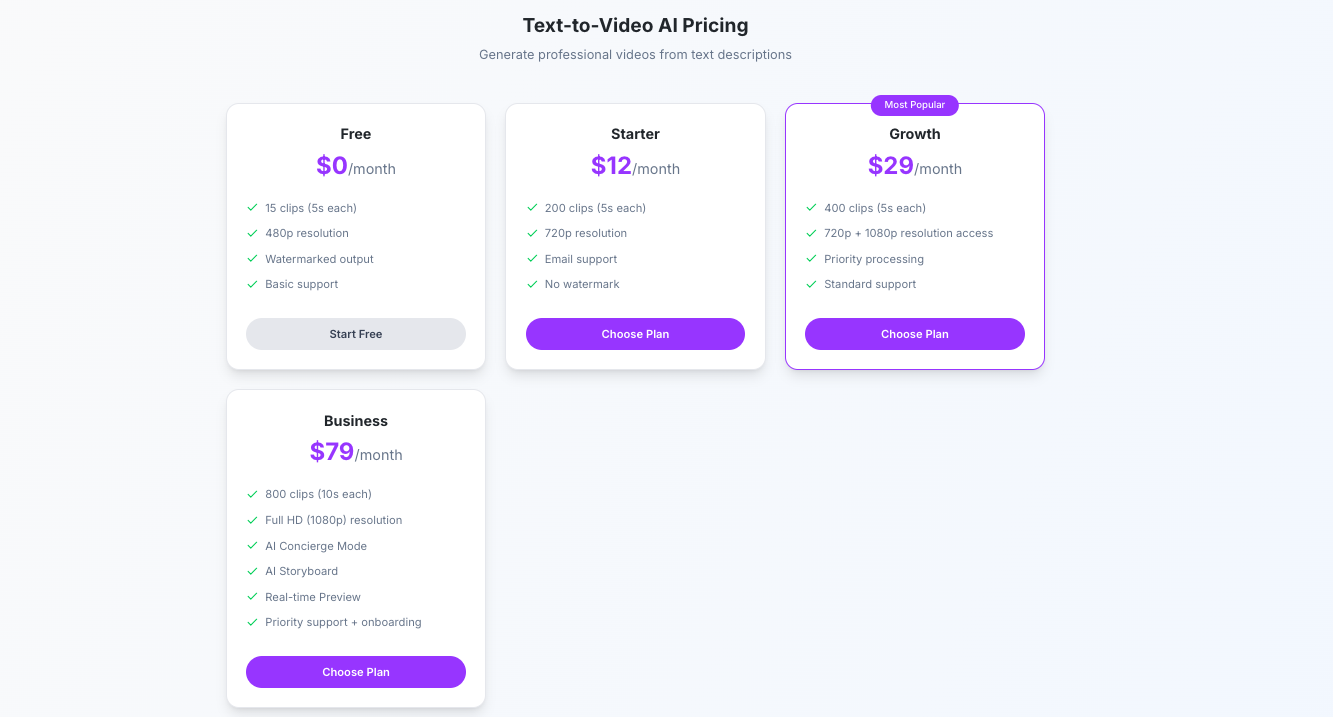 Text-to-Video AI Pricing
Generate professional videos from text descriptions
Free
$0/month
15 clips (5s each)
480p resolution
Watermarked output
Basic support
Start Free
Starter
$12/month
200 clips (5s each)
720p resolution
Email support
No watermark
Choose Plan
Most Popular
Growth
$29/month
400 clips (5s each)
720p + 1080p resolution access
Priority processing
Standard support
Choose Plan
Business
$79/month
800 clips (10s each)
Full HD (1080p) resolution
AI Concierge Mode
AI Storyboard
Real-time Preview
Priority support + onboarding
Choose Plan